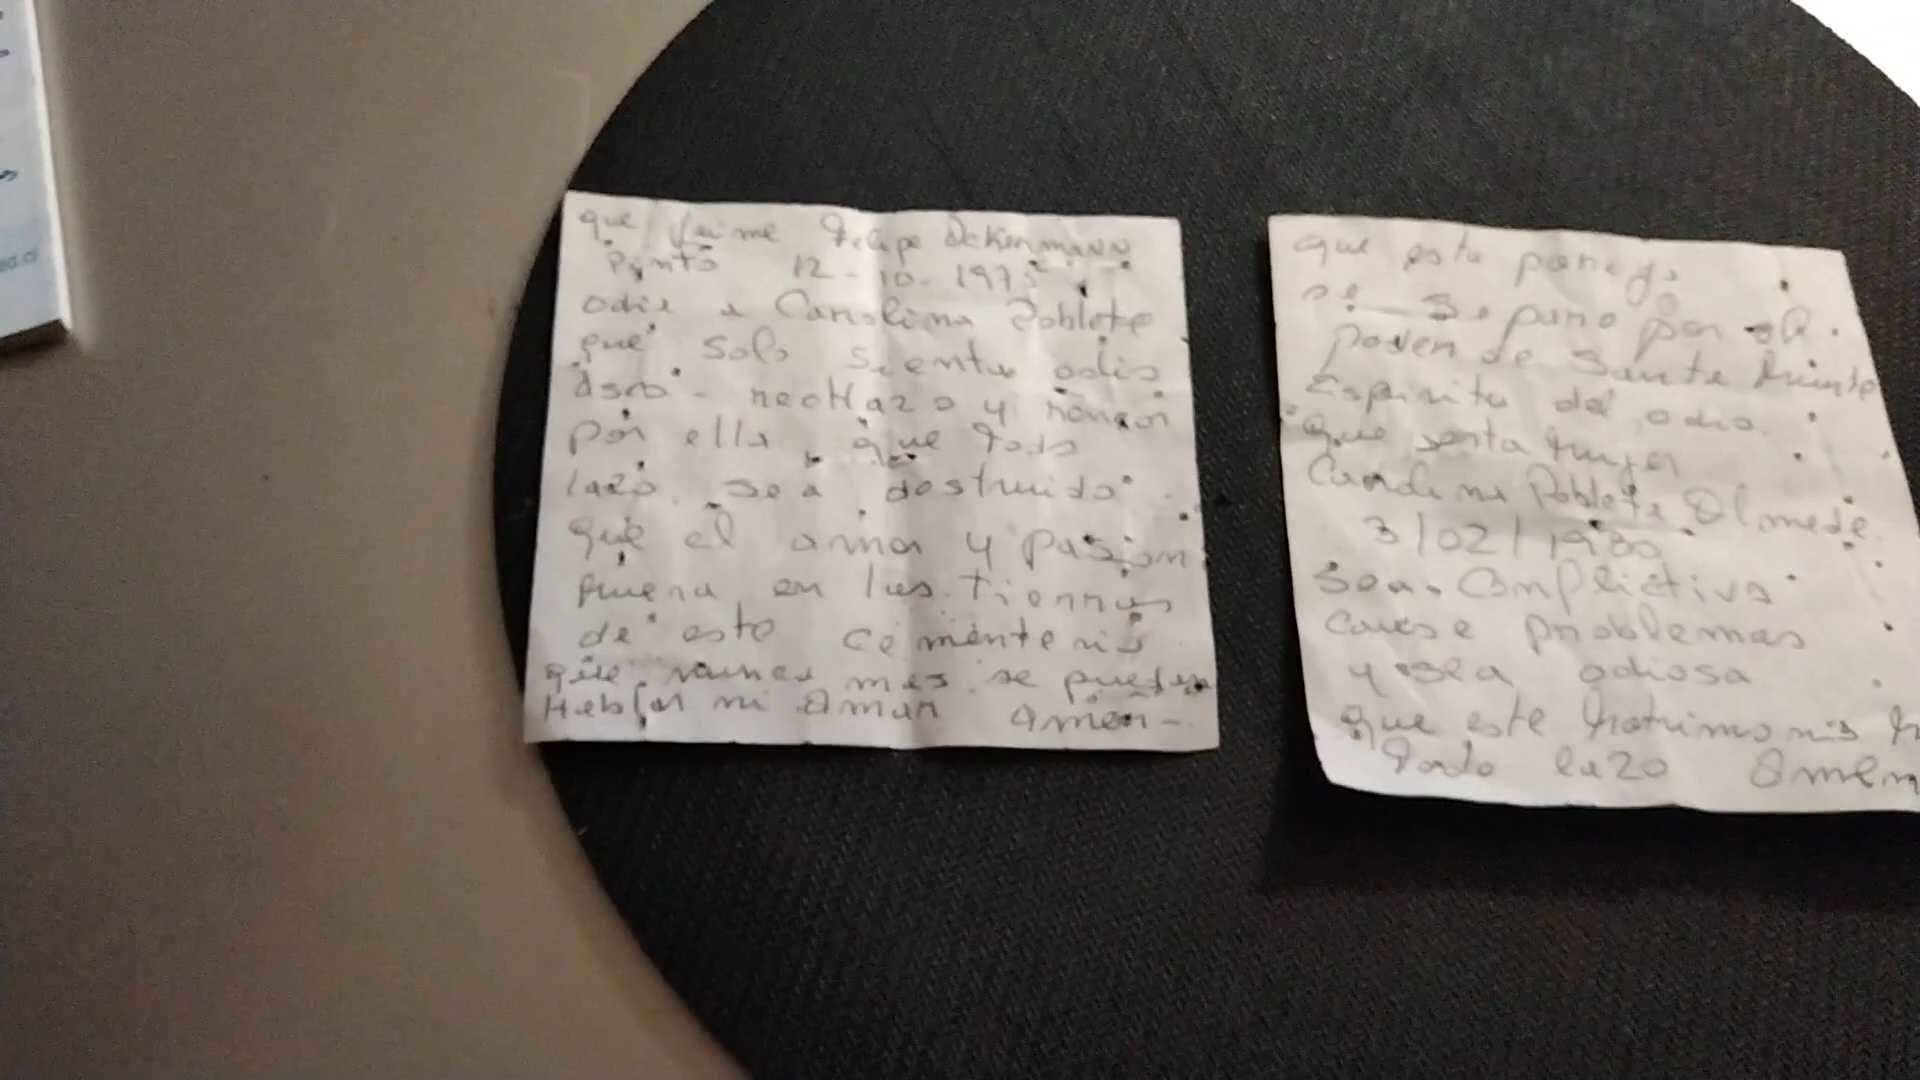 que Jaime Felipe Dekermann
Pinto 12-10-1975
odie a Carolina Poblete
que solo sienta odio
asco - recHazo y rencor
por ella que todo
lazo sea destruido
que el amor y pasion
muera en las tierras
de este cementerio
que nunca mas se puedan
Hablar ni Amar Amen-
que esta pareja
se separe por el
poder de Santa Muerte
Espiritu del odio.
que esta mujer
Carolina Poblete Olmedo
3/02/1980
sea Conflictiva
cause problemas
y sea odiosa
que este Matrimonio
todo lazo Amen